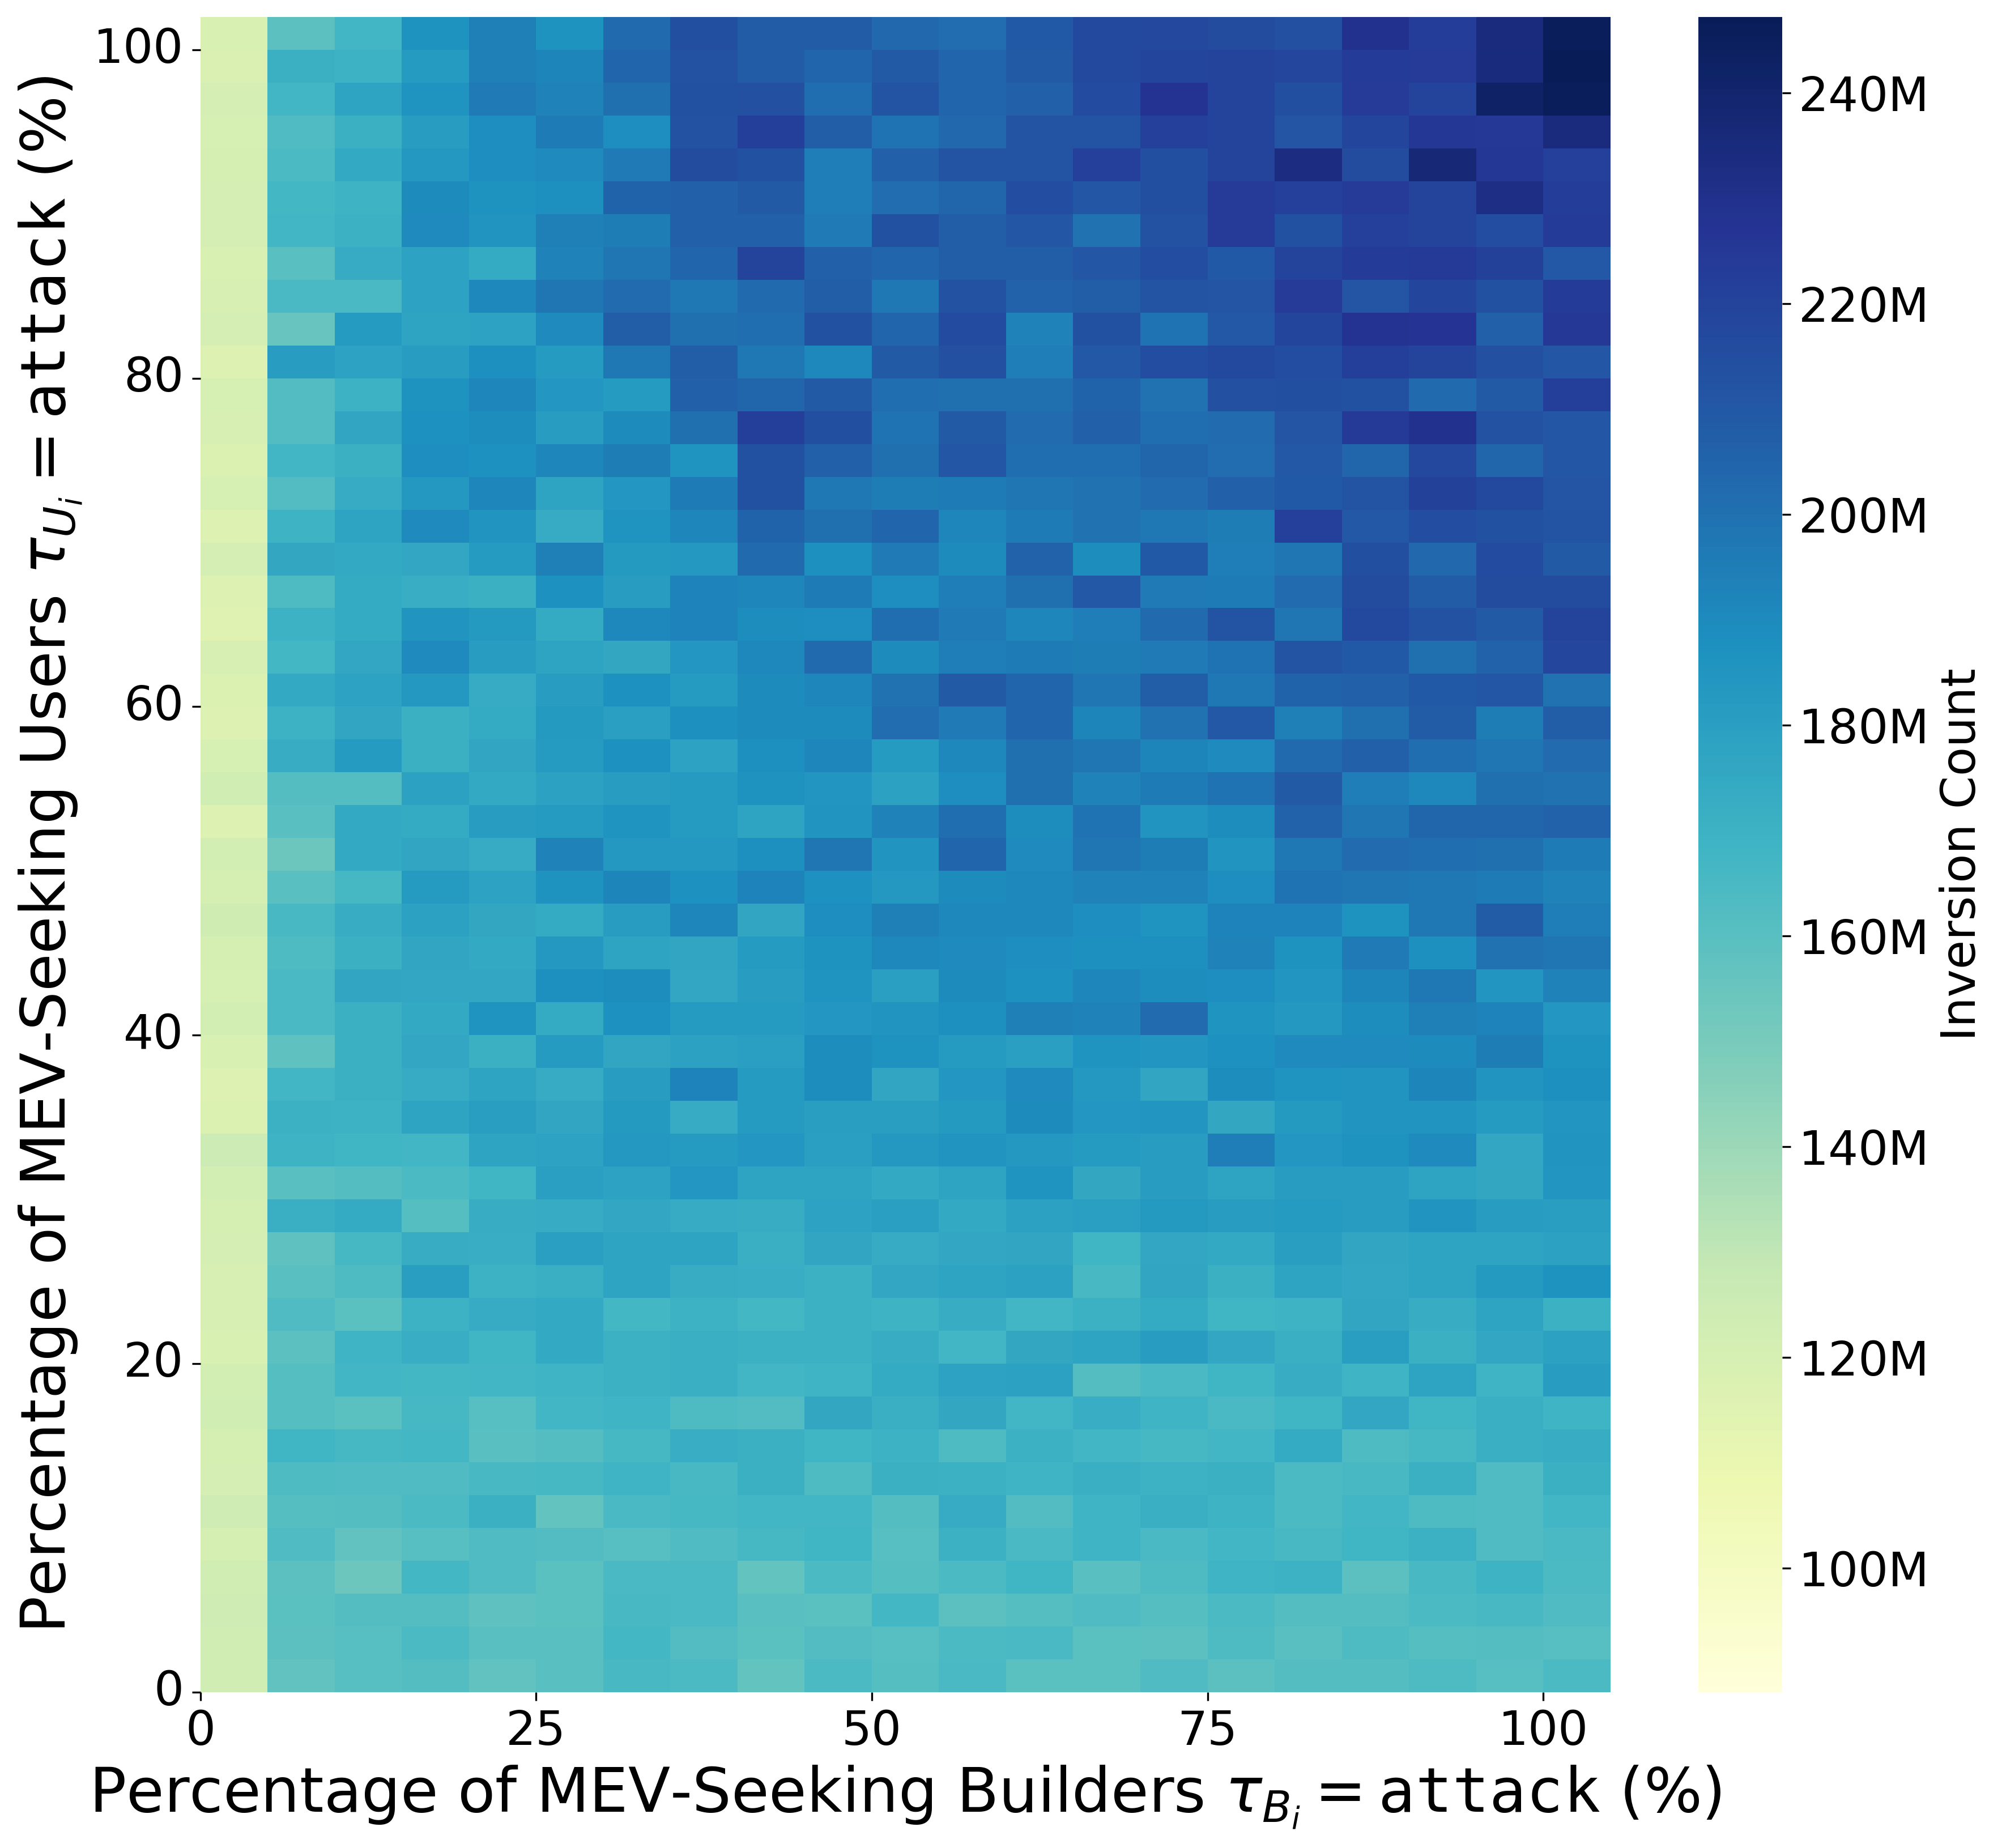 Percentage of MEV-Seeking Users τ_{U_i} = attack (%)
100
80
60
40
20
0
0 25 50 75 100
Percentage of MEV-Seeking Builders τ_{B_i} = attack (%)
240M
220M
200M
180M
160M
140M
120M
100M
Inversion Count